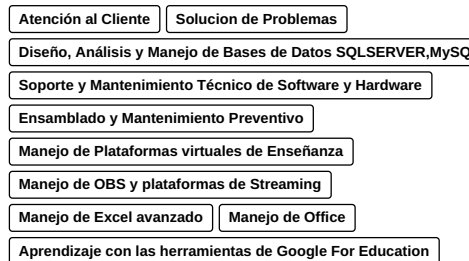 Atención al Cliente Solucion de Problemas
Diseño, Análisis y Manejo de Bases de Datos SQLSERVER,MySQ
Soporte y Mantenimiento Técnico de Software y Hardware
Ensamblado y Mantenimiento Preventivo
Manejo de Plataformas virtuales de Enseñanza
Manejo de OBS y plataformas de Streaming
Manejo de Excel avanzado Manejo de Office
Aprendizaje con las herramientas de Google For Education